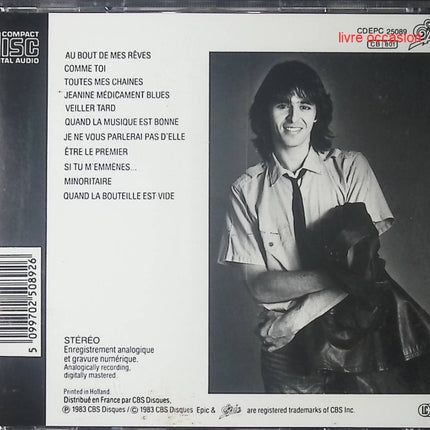 COMPACT
DISC
DIGITAL AUDIO
CDEPC 25089
livre occasion
CB 801
AU BOUT DE MES RÊVES
COMME TOI
TOUTES MES CHAINES
JEANINE MÉDICAMENT BLUES
VEILLER TARD
QUAND LA MUSIQUE EST BONNE
JE NE VOUS PARLERAI PAS D'ELLE
ÊTRE LE PREMIER
SI TU M'EMMÈNES...
MINORITAIRE
QUAND LA BOUTEILLE EST VIDE
5 099702 508926
STÉRÉO
Enregistrement analogique
et gravure numérique.
Analogically recording,
digitally mastered.
Printed in Holland
Distribué en France par CBS Disques.
℗ 1983 CBS Disques / © 1983 CBS Disques Epic & are registered trademarks of CBS Inc.